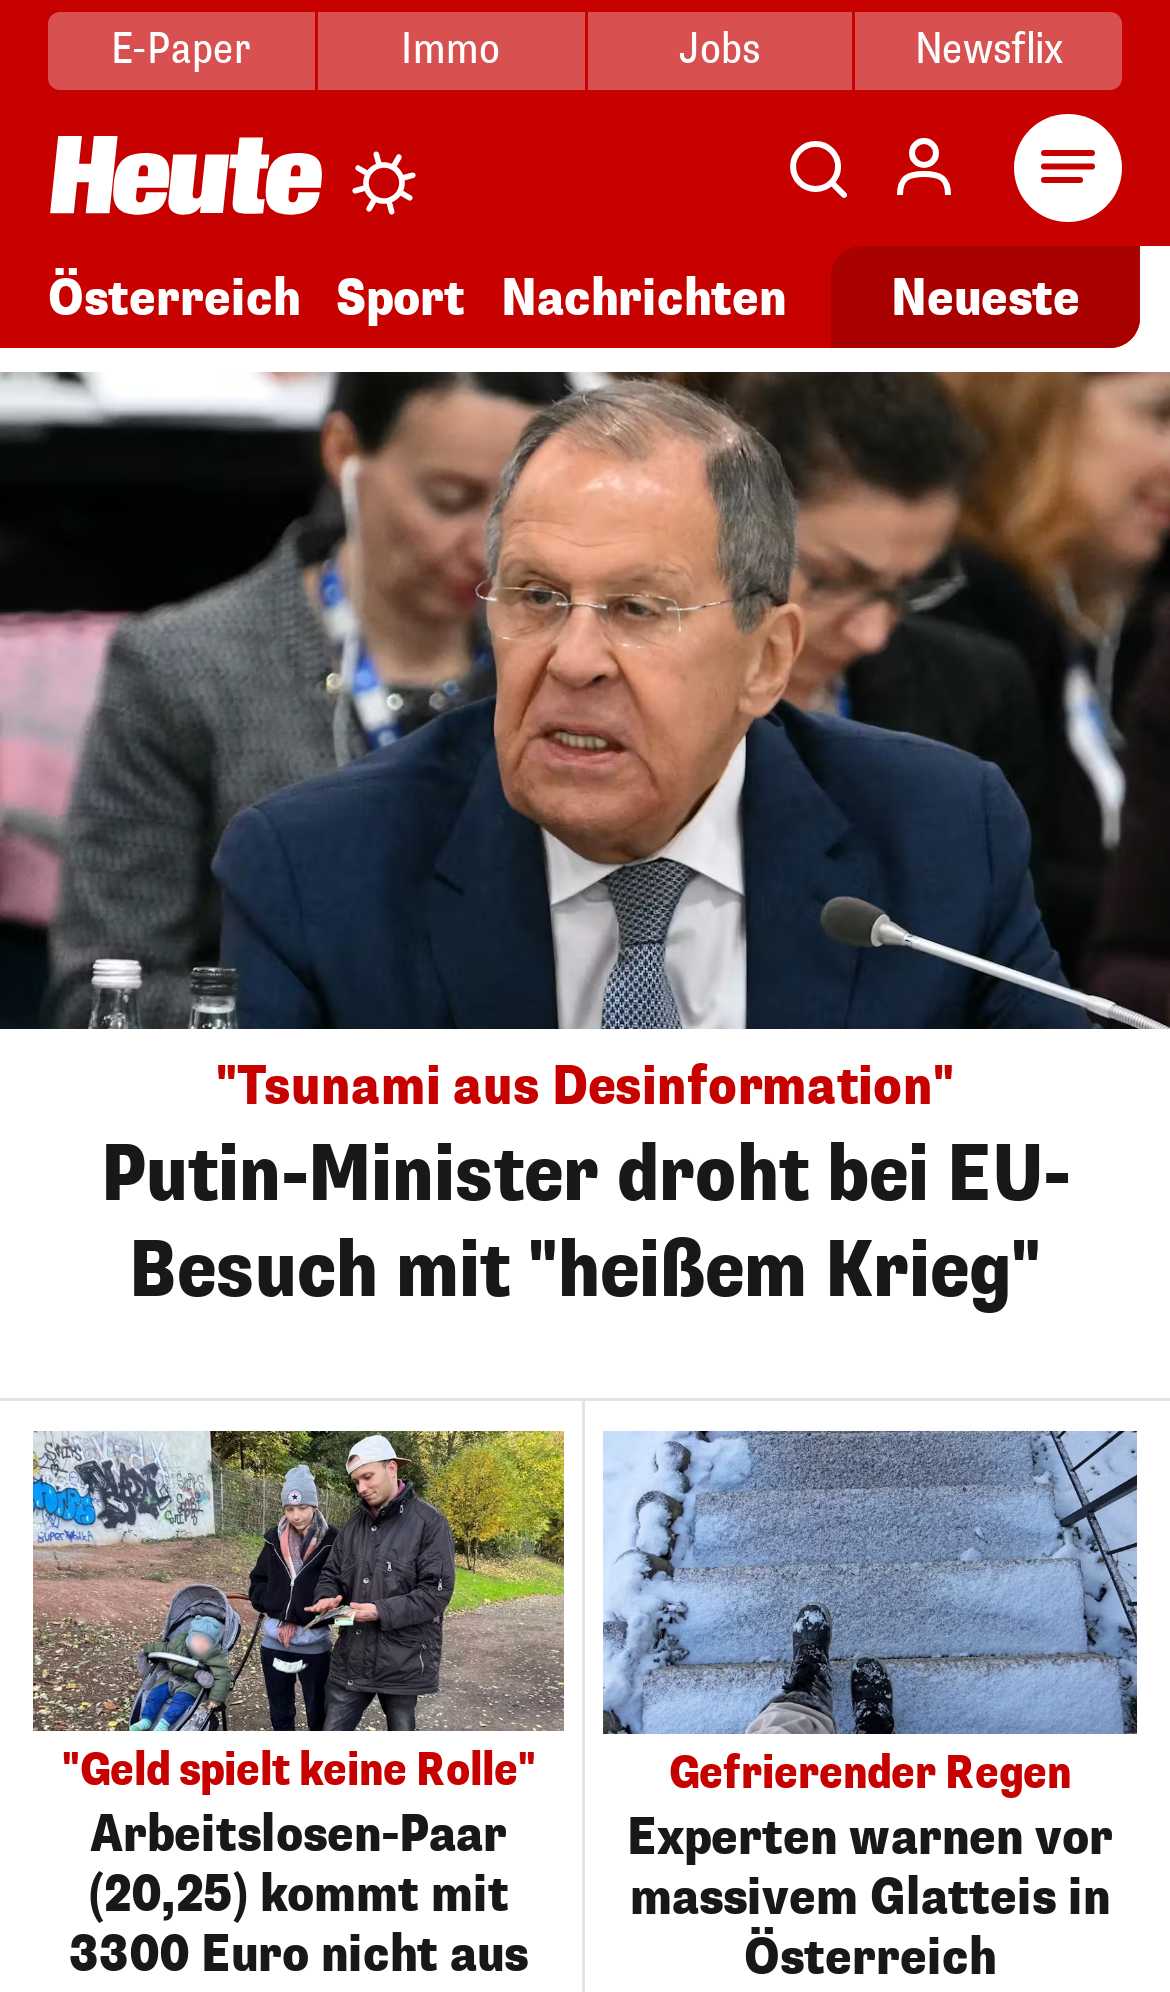 E-Paper
Immo
Jobs
Newsflix
Heute
Österreich
Sport
Nachrichten
Neueste
"Tsunami aus Desinformation"
Putin-Minister droht bei EU-
Besuch mit "heißem Krieg"
"Geld spielt keine Rolle"
Arbeitslosen-Paar
(20,25) kommt mit
3300 Euro nicht aus
Gefrierender Regen
Experten warnen vor
massivem Glatteis in
Österreich